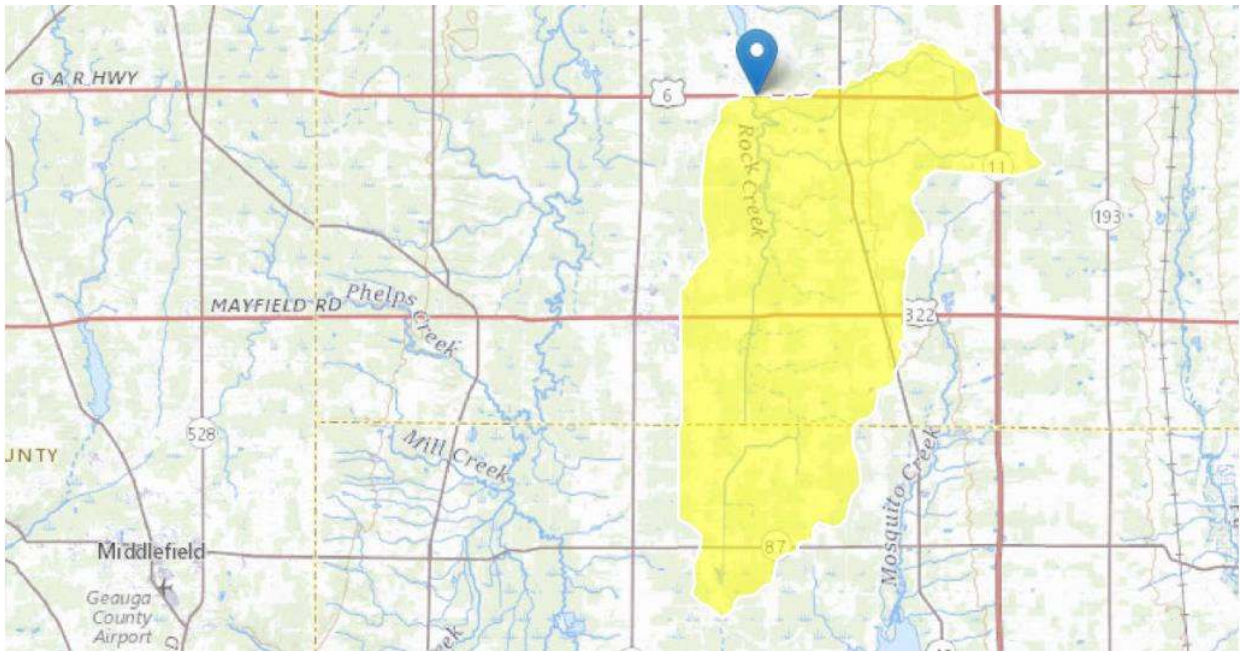 G A R HWY
6
Rock Creek
11
193
MAYFIELD RD
Phelps
Creek
322
528
Mill Creek
UNTY
Mosquito Creek
Middlefield
87
Geauga
County
Airport